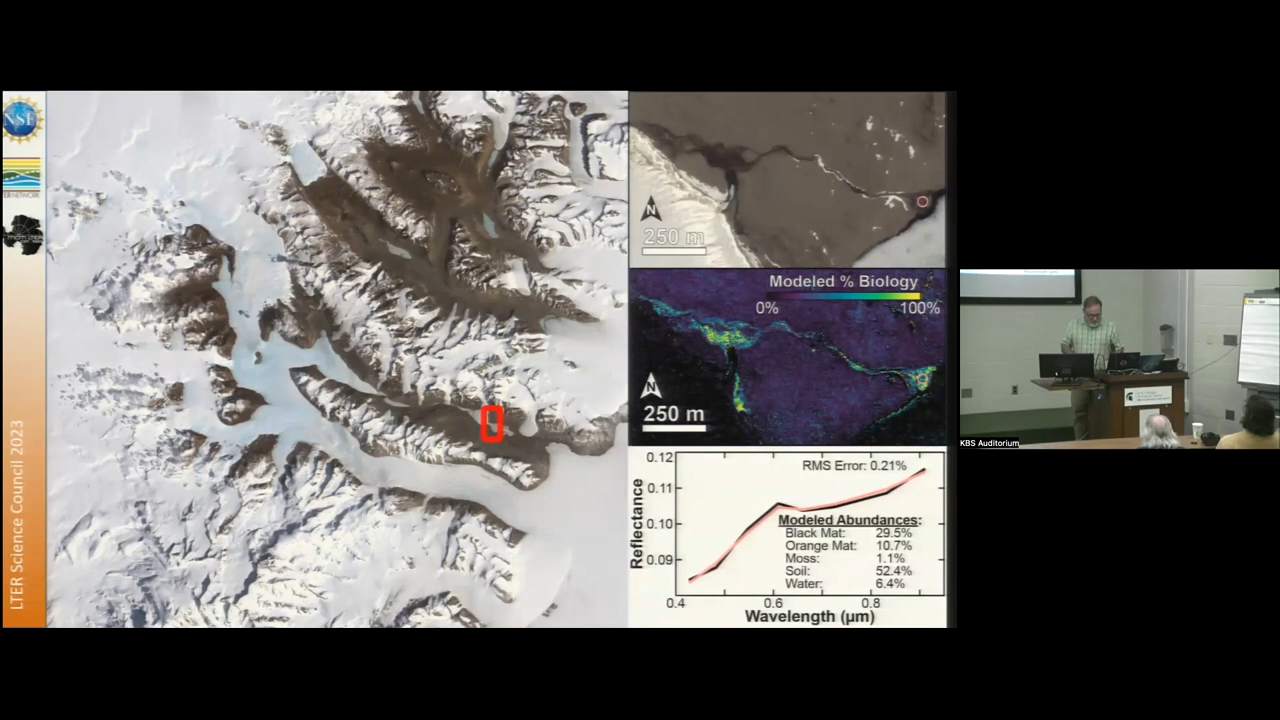 NSF
LTER Science Council 2023
N
250 m
Modeled % Biology
0%
100%
N
250 m
0.12
RMS Error: 0.21%
0.11
0.10
0.09
Reflectance
Modeled Abundances:
Black Mat: 29.5%
Orange Mat: 10.7%
Moss: 1.1%
Soil: 52.4%
Water: 6.4%
0.4
0.6
0.8
Wavelength (µm)
KBS Auditorium